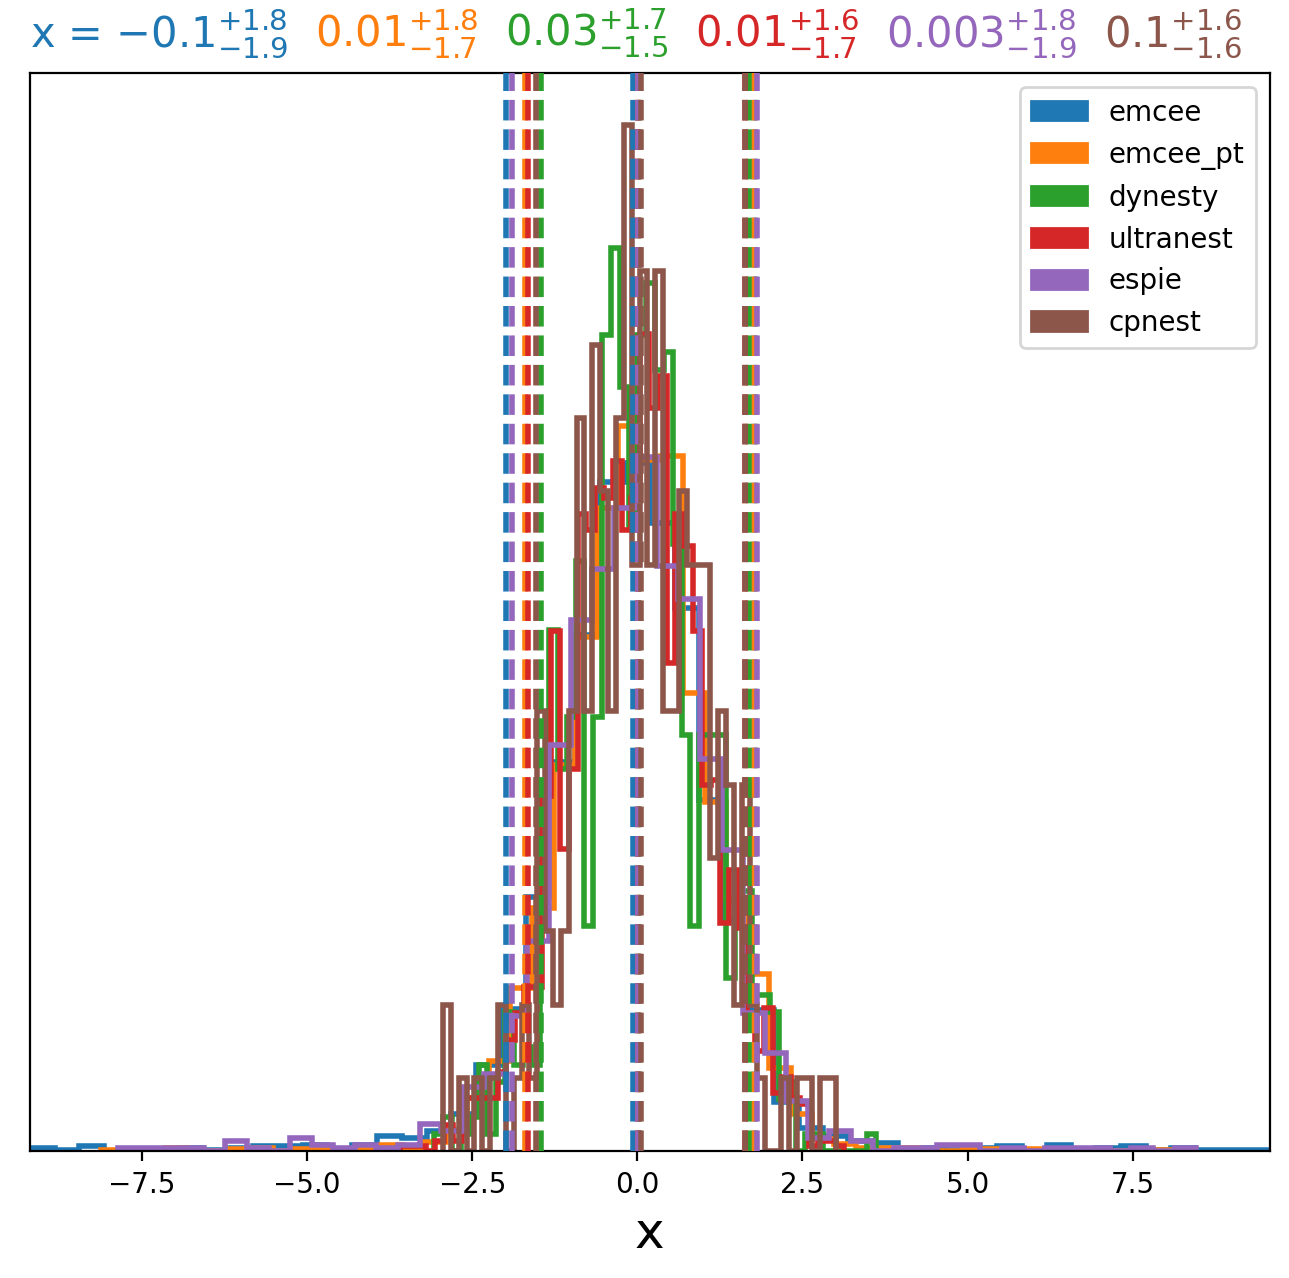 x = −0.1 +1.8 −1.9 0.01 +1.8 −1.7 0.03 +1.7 −1.5 0.01 +1.6 −1.7 0.003 +1.8 −1.9 0.1 +1.6 −1.6
emcee
emcee_pt
dynesty
ultranest
espie
cpnest
−7.5 −5.0 −2.5 0.0 2.5 5.0 7.5
x